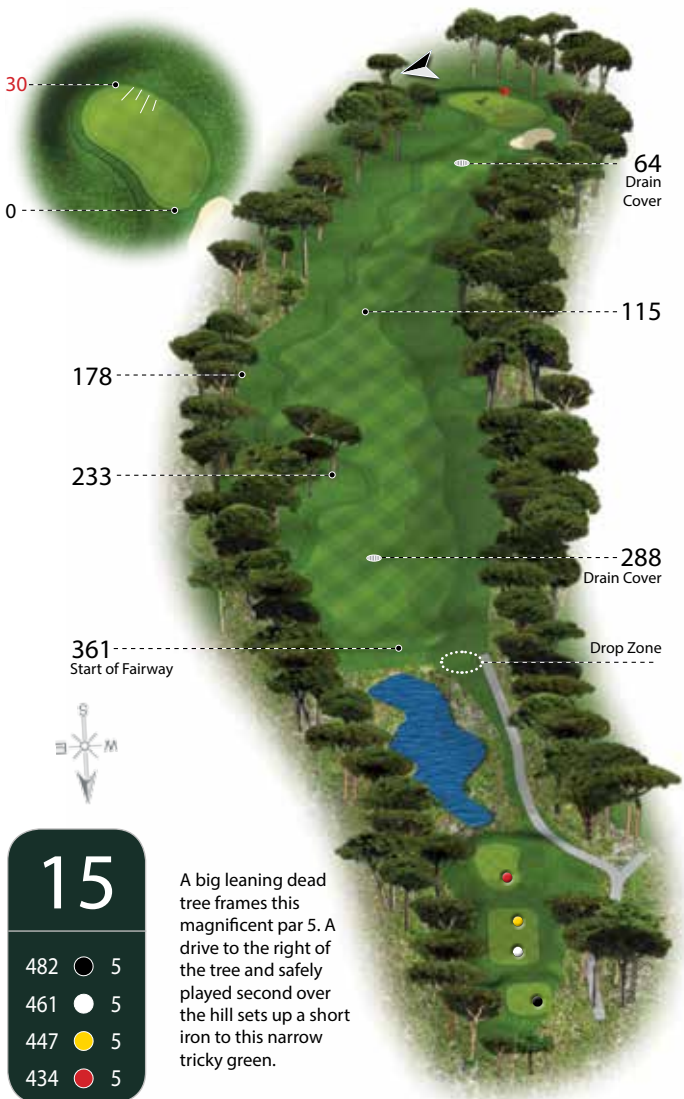 30
0
64
Drain
Cover
115
178
233
288
Drain Cover
361
Start of Fairway
Drop Zone
S
E
W
15
482 5
461 5
447 5
434 5
A big leaning dead
tree frames this
magnificent par 5. A
drive to the right of
the tree and safely
played second over
the hill sets up a short
iron to this narrow
tricky green.